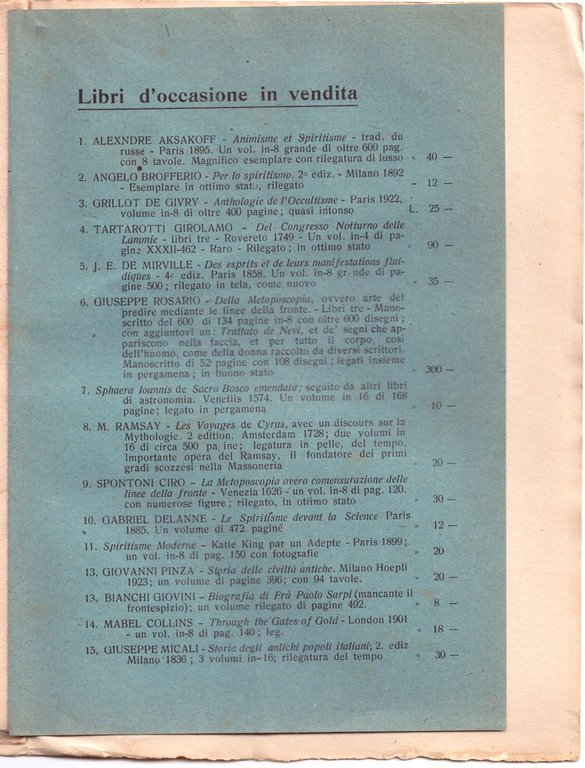 Libri d'occasione in vendita
1. ALEXNDRE AKSAKOFF - Animisme et Spiritisme - trad. du
russe - Paris 1895. Un vol. in-8 grande di oltre 600 pag.
con 8 tavole. Magnifico esemplare con rilegatura di lusso « 40 —
2. ANGELO BROFFERIO - Per lo spiritismo. 2ª ediz. - Milano 1892
- Esemplare in ottimo stato, rilegato - 12 —
3. GRILLOT DE GIVRY - Anthologie de l'Occultisme - Paris 1922,
volume in-8 di oltre 400 pagine; quasi intonso L. 25 —
4. TARTAROTTI GIROLAMO - Del Congresso Notturno delle
Lammie - libri tre - Rovereto 1749 - Un vol. in-4 di pa-
gine XXXII-462 - Raro - Rilegato; in ottimo stato » 90 —
5. J. E. DE MIRVILLE - Des esprits et de leurs manifestations flui-
diques - 4e ediz. Paris 1858. Un vol. in-8 gr. nde di pa-
gine 500; rilegato in tela, come nuovo « 35 —
6. GIUSEPPE ROSARIO - Della Metoposcopia, ovvero arte del
predire mediante le linee della fronte. - Libri tre - Mano-
scritto del 600 di 134 pagine in-8 con oltre 600 disegni;
con aggiuntovi un: Trattato de Nevi, et de' segni che ap-
pariscono nella faccia, et per tutto il corpo, così
dell'huomo, come della donna raccolto da diversi scrittori.
Manoscritto di 52 pagine con 108 disegni; legati insieme
in pergamena; in buono stato » 300 —
7. Sphaera Ioannis de Sacro Bosco emendata; seguito da altri libri
di astronomia. Venetiis 1574. Un volume in 16 di 168
pagine; legato in pergamena » 10 —
8. M. RAMSAY - Les Voyages de Cyrus, avec un discours sur la
Mythologie. 2 edition. Amsterdam 1728; due volumi in
16 di circa 500 pa ine; legatura in pelle, del tempo,
Importante opera del Ramsay, il fondatore dei primi
gradi scozzesi nella Massoneria » 20 —
9. SPONTONI CIRO - La Metoposcopia overo comensurazione delle
linee della fronte - Venezia 1626 - un vol. in-8 di pag. 120.
con numerose figure; rilegato, in ottimo stato » 30 —
10. GABRIEL DELANNE - Le Spiritisme devant la Science Paris
1885. Un volume di 472 pagine » 12 —
11. Spiritisme Moderne - Katie King par un Adepte - Paris 1899;
un vol. in-8 di pag. 150 con fotografie » 20
13. GIOVANNI PINZA - Storia delle civiltà antiche. Milano Hoepli
1923; un volume di pagine 396; con 94 tavole. » 20 —
13. BIANCHI GIOVINI - Biografia di Frà Paolo Sarpi (mancante il
frontespizio); un volume rilegato di pagine 492. » 8 —
14. MABEL COLLINS - Through the Gates of Gold - London 1901
- un vol. in-8 di pag. 140; leg. » 18 —
15, GIUSEPPE MICALI - Storia degli antichi popoli italiani; 2. ediz
Milano 1836; 3 volumi in-16; rilegatura del tempo » 30 —